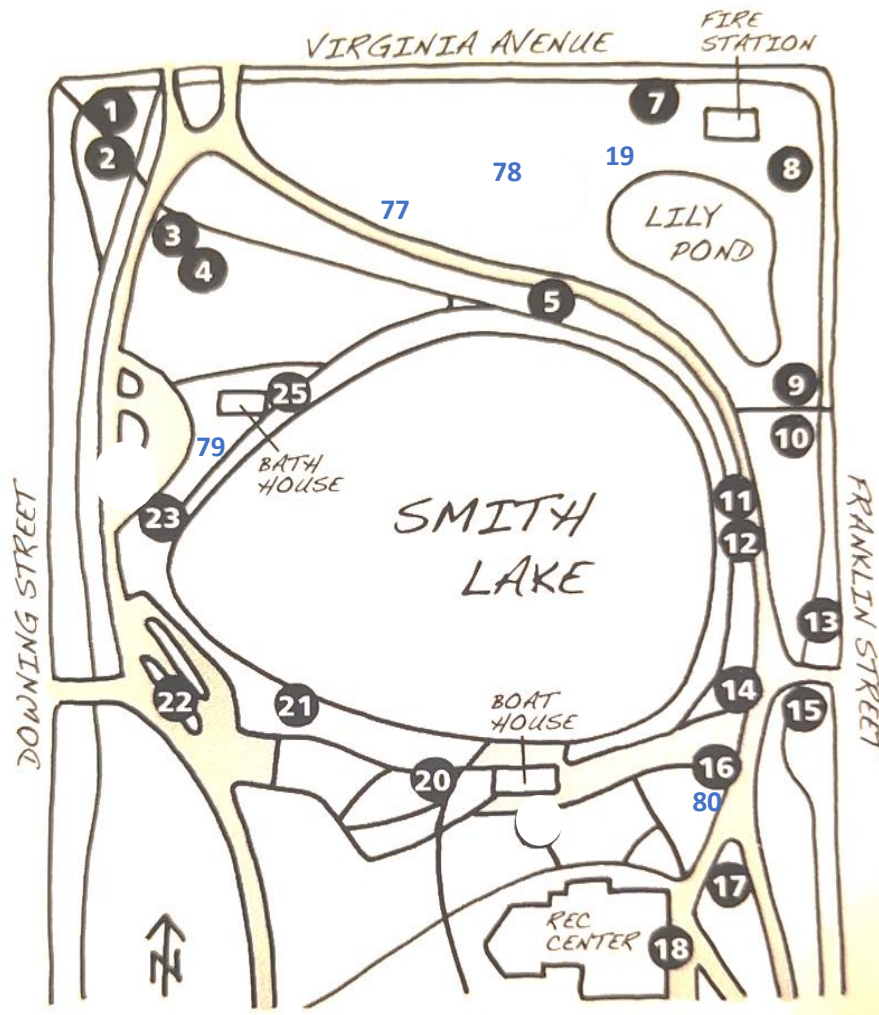 VIRGINIA AVENUE
FIRE
STATION
1
2
7
8
19
78
77
LILY
POND
3
4
5
9
10
25
79
BATH
HOUSE
SMITH
LAKE
11
12
23
13
DOWNING STREET
FRANKLIN STREET
22
21
BOAT
HOUSE
14
15
16
20
80
17
REC
CENTER
18
N